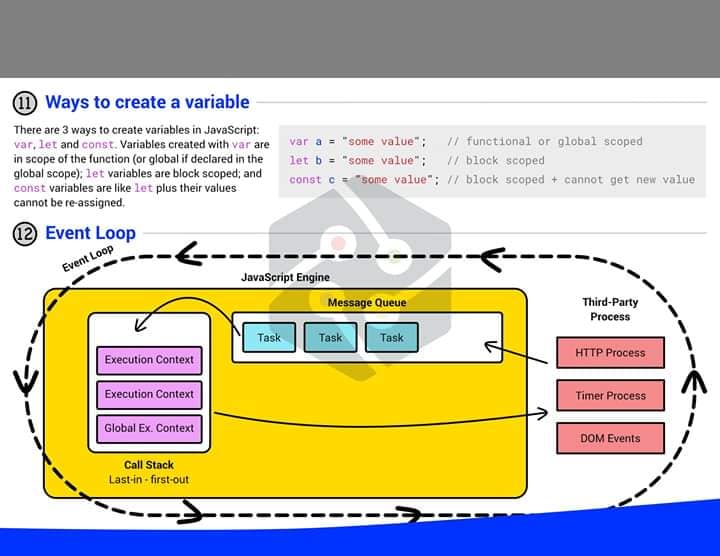 11 Ways to create a variable
There are 3 ways to create variables in JavaScript:
var, let and const. Variables created with var are
in scope of the function (or global if declared in the
global scope); let variables are block scoped; and
const variables are like let plus their values
cannot be re-assigned.
var a = "some value"; // functional or global scoped
let b = "some value"; // block scoped
const c = "some value"; // block scoped + cannot get new value
12 Event Loop
Event Loop
JavaScript Engine
Message Queue
Task Task Task
Execution Context
Execution Context
Global Ex. Context
Call Stack
Last-in - first-out
Third-Party
Process
HTTP Process
Timer Process
DOM Events